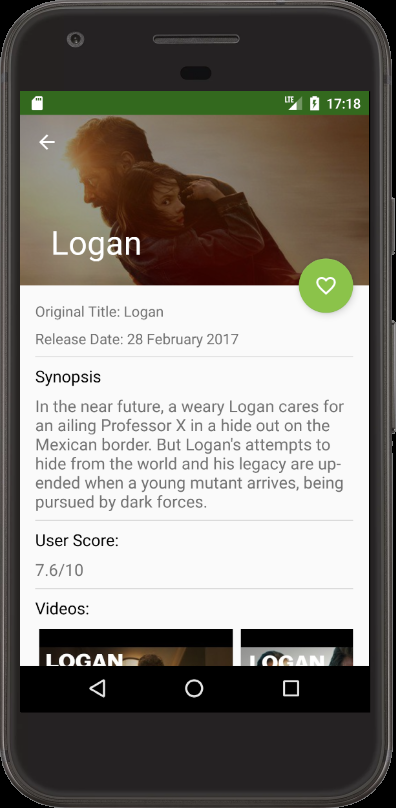 LTE 17:18
Logan
Original Title: Logan
Release Date: 28 February 2017
Synopsis
In the near future, a weary Logan cares for
an ailing Professor X in a hide out on the
Mexican border. But Logan's attempts to
hide from the world and his legacy are up-
ended when a young mutant arrives, being
pursued by dark forces.
User Score:
7.6/10
Videos:
LOGAN LOGAN